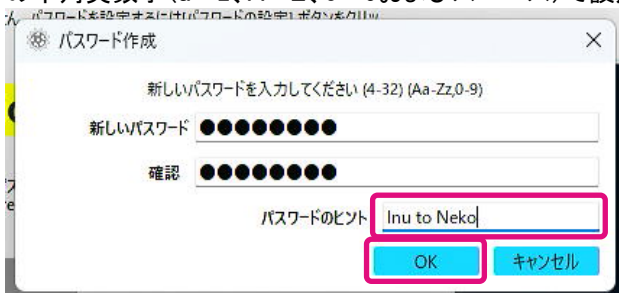 パスワード作成
新しいパスワードを入力してください (4-32) (Aa-Zz,0-9)
新しいパスワード ●●●●●●●●
確認 ●●●●●●●●
パスワードのヒント Inu to Neko
OK キャンセル